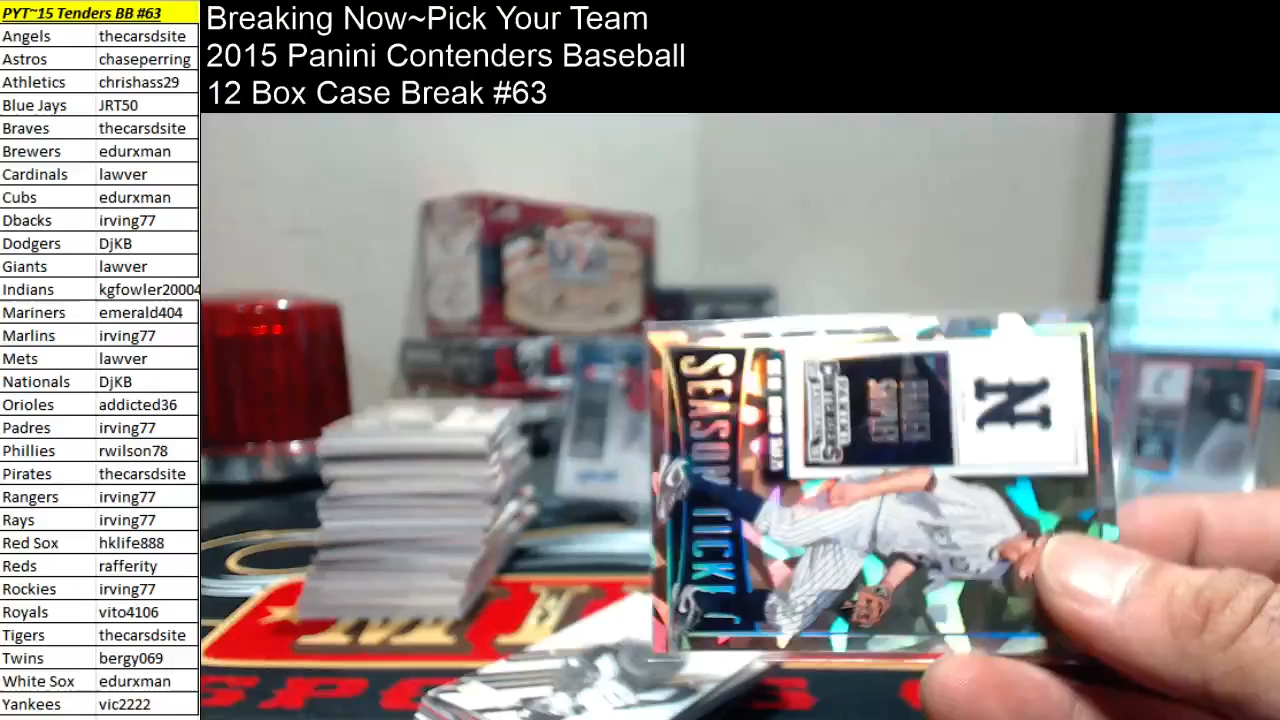 PYT~15 Tenders BB #63
Angels thecarsdsite
Astros chaseperring
Athletics chrishass29
Blue Jays JRT50
Braves thecarsdsite
Brewers edurxman
Cardinals lawver
Cubs edurxman
Dbacks irving77
Dodgers DjKB
Giants lawver
Indians kgfowler20004
Mariners emerald404
Marlins irving77
Mets lawver
Nationals DjKB
Orioles addicted36
Padres irving77
Phillies rwilson78
Pirates thecarsdsite
Rangers irving77
Rays irving77
Red Sox hklife888
Reds rafferity
Rockies irving77
Royals vito4106
Tigers thecarsdsite
Twins bergy069
White Sox edurxman
Yankees vic2222
Breaking Now~Pick Your Team
2015 Panini Contenders Baseball
12 Box Case Break #63
N
SEASON TICKET